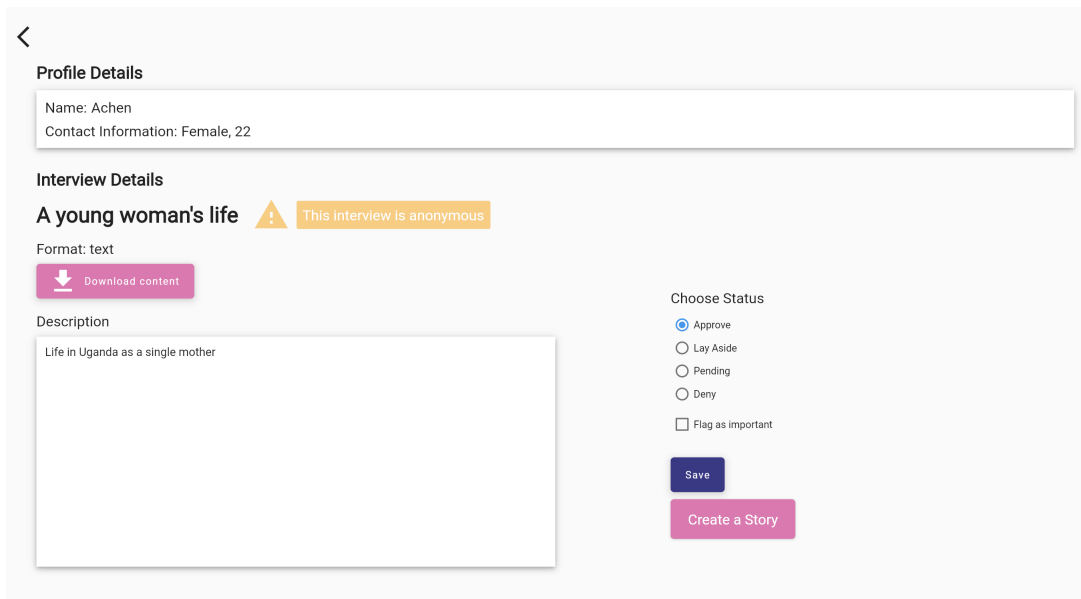 Profile Details
Name: Achen
Contact Information: Female, 22
Interview Details
A young woman's life
This interview is anonymous
Format: text
Download content
Description
Life in Uganda as a single mother
Choose Status
Approve
Lay Aside
Pending
Deny
Flag as important
Save
Create a Story